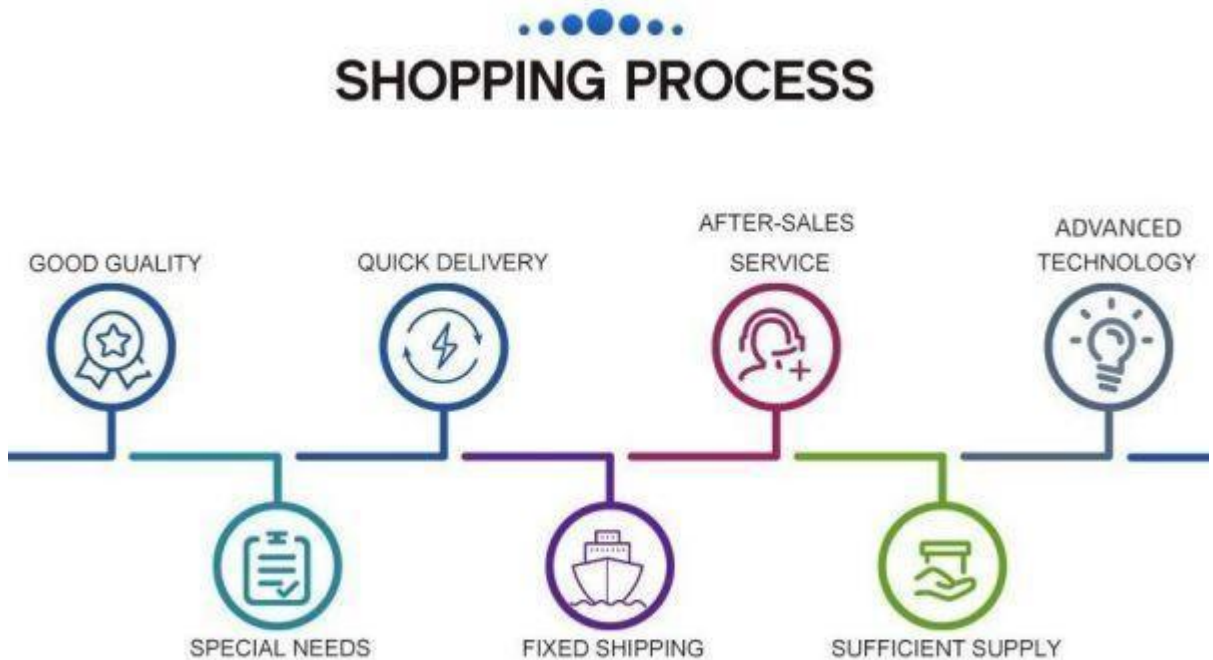 SHOPPING PROCESS
AFTER-SALES
SERVICE
ADVANCED
TECHNOLOGY
GOOD GUALITY
QUICK DELIVERY
SPECIAL NEEDS
FIXED SHIPPING
SUFFICIENT SUPPLY